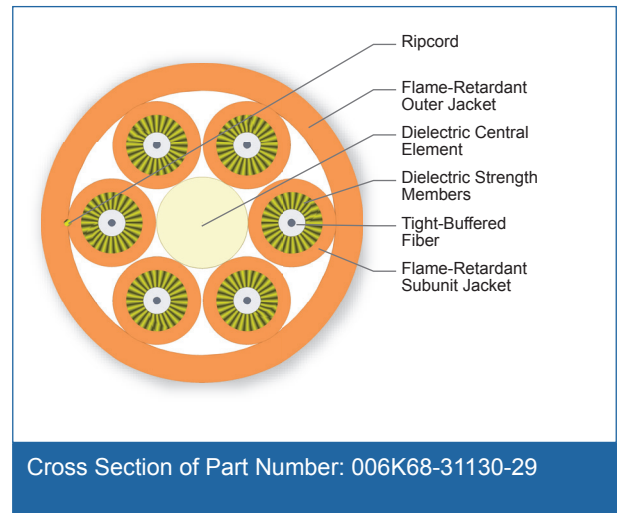 Ripcord
Flame-Retardant
Outer Jacket
Dielectric Central
Element
Dielectric Strength
Members
Tight-Buffered
Fiber
Flame-Retardant
Subunit Jacket
Cross Section of Part Number: 006K68-31130-29